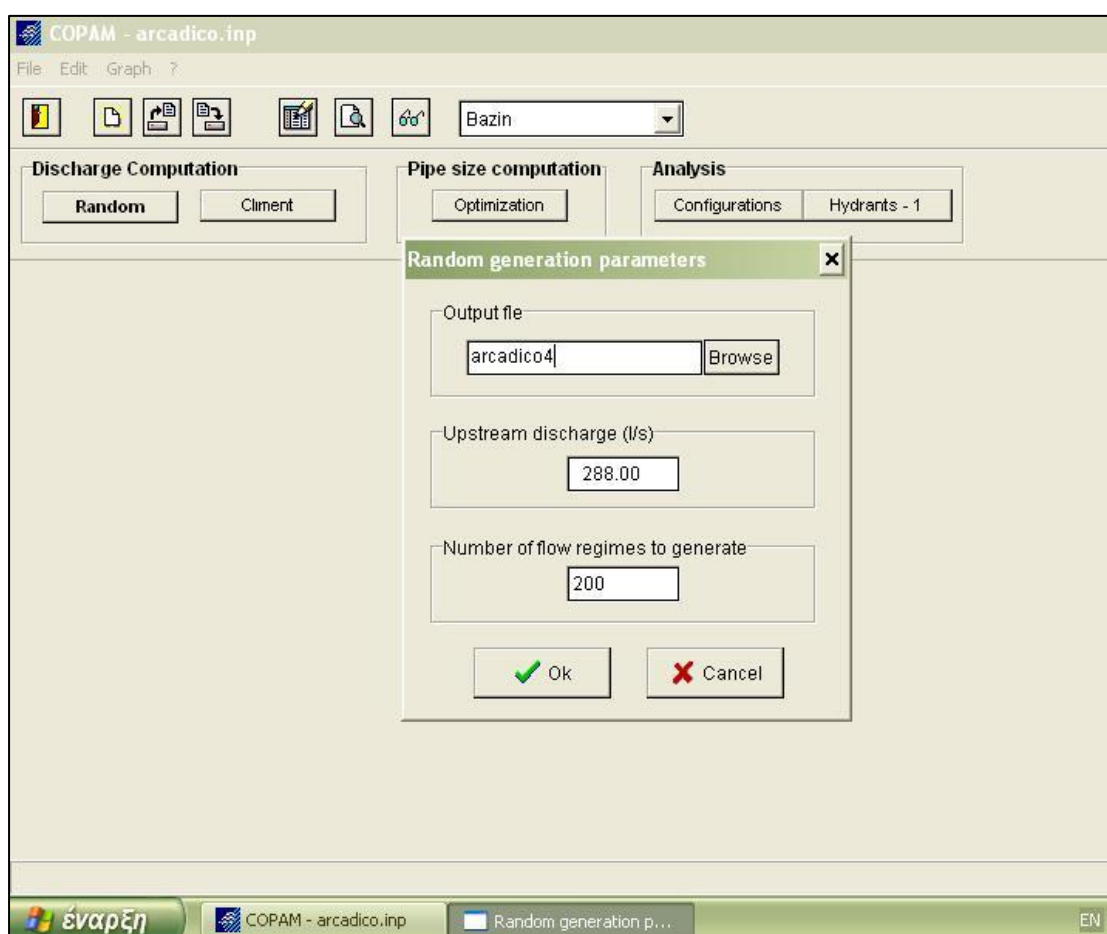 COPAM - arcadico.inp
File Edit Graph ?
Bazin
Discharge Computation
Pipe size computation
Analysis
Random
Climent
Optimization
Configurations
Hydrants - 1
Random generation parameters
Output fle
arcadico4
Browse
Upstream discharge (l/s)
288.00
Number of flow regimes to generate
200
Ok
Cancel
έναρξη
COPAM - arcadico.inp
Random generation p...
EN